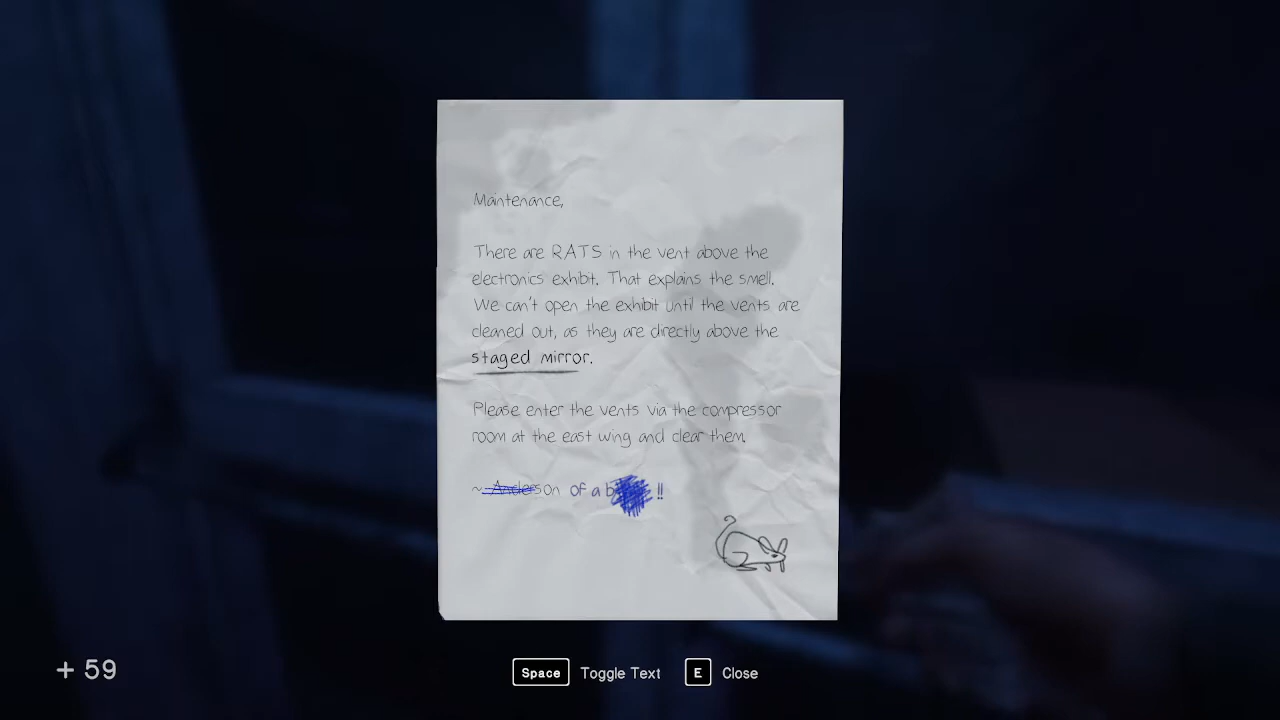 Maintenance,
There are RATS in the vent above the
electronics exhibit. That explains the smell.
We can't open the exhibit until the vents are
cleaned out, as they are directly above the
staged mirror.
Please enter the vents via the compressor
room at the east wing and clear them.
~ Anderson of a b !!
+ 59
Space Toggle Text E Close